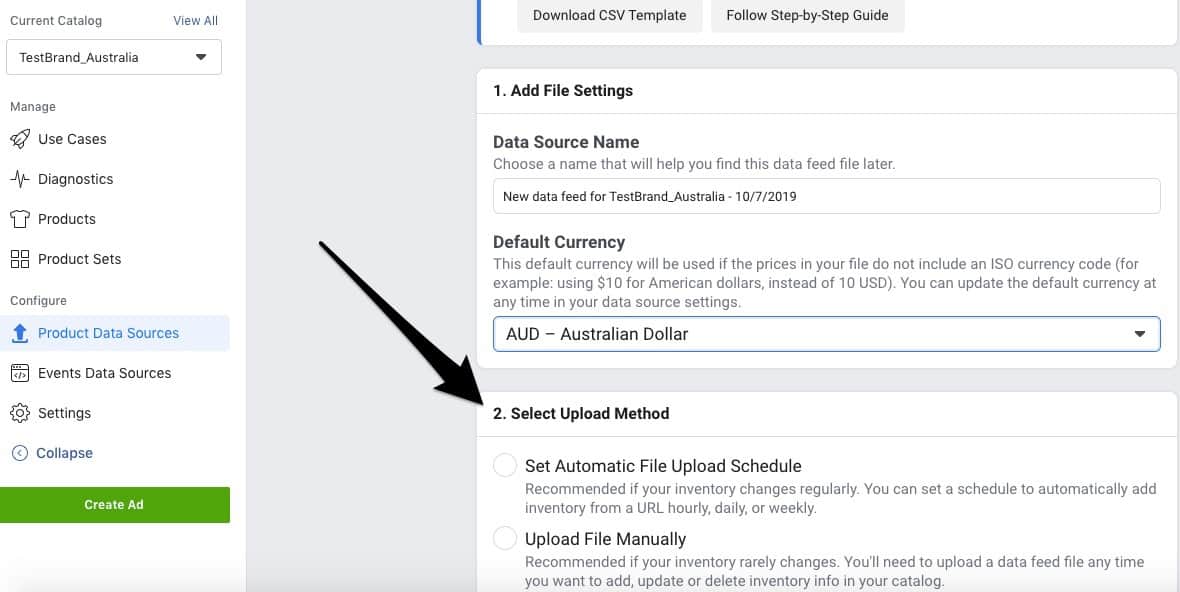 Current Catalog
View All
TestBrand_Australia
Manage
Use Cases
Diagnostics
Products
Product Sets
Configure
Product Data Sources
Events Data Sources
Settings
Collapse
Create Ad
Download CSV Template
Follow Step-by-Step Guide
1. Add File Settings
Data Source Name
Choose a name that will help you find this data feed file later.
New data feed for TestBrand_Australia - 10/7/2019
Default Currency
This default currency will be used if the prices in your file do not include an ISO currency code (for
example: using $10 for American dollars, instead of 10 USD). You can update the default currency at
any time in your data source settings.
AUD – Australian Dollar
2. Select Upload Method
Set Automatic File Upload Schedule
Recommended if your inventory changes regularly. You can set a schedule to automatically add
inventory from a URL hourly, daily, or weekly.
Upload File Manually
Recommended if your inventory rarely changes. You'll need to upload a data feed file any time
you want to add, update or delete inventory info in your catalog.